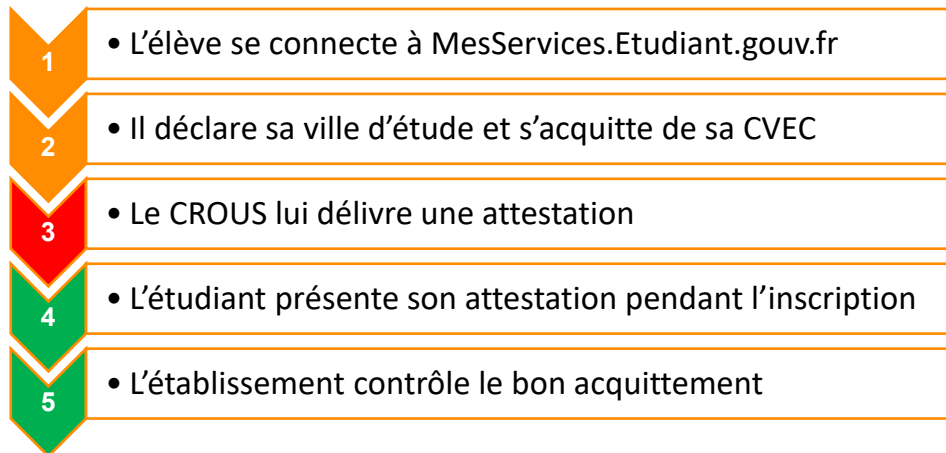 1
• L’élève se connecte à MesServices.Etudiant.gouv.fr
2
• Il déclare sa ville d’étude et s’acquitte de sa CVEC
3
• Le CROUS lui délivre une attestation
4
• L’étudiant présente son attestation pendant l’inscription
5
• L’établissement contrôle le bon acquittement